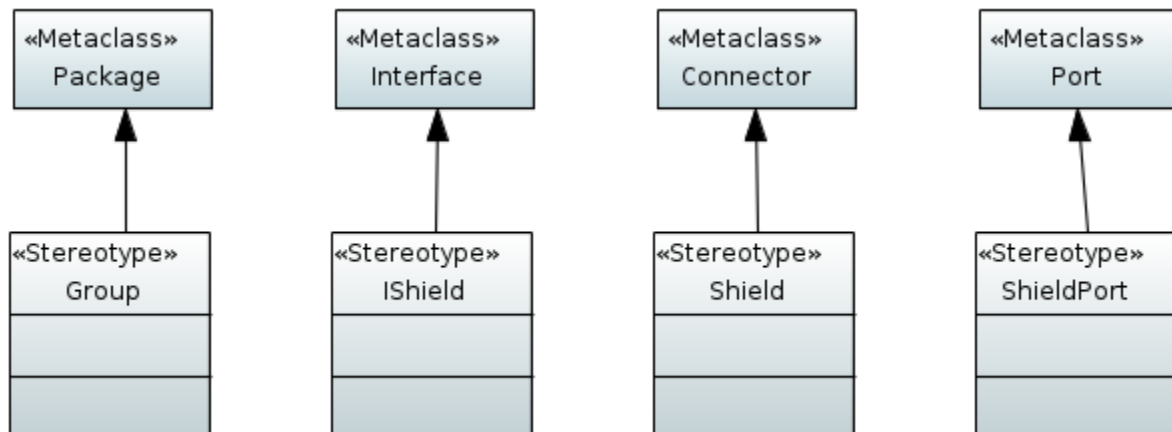 «Metaclass»
Package
«Metaclass»
Interface
«Metaclass»
Connector
«Metaclass»
Port
«Stereotype»
Group
«Stereotype»
IShield
«Stereotype»
Shield
«Stereotype»
ShieldPort